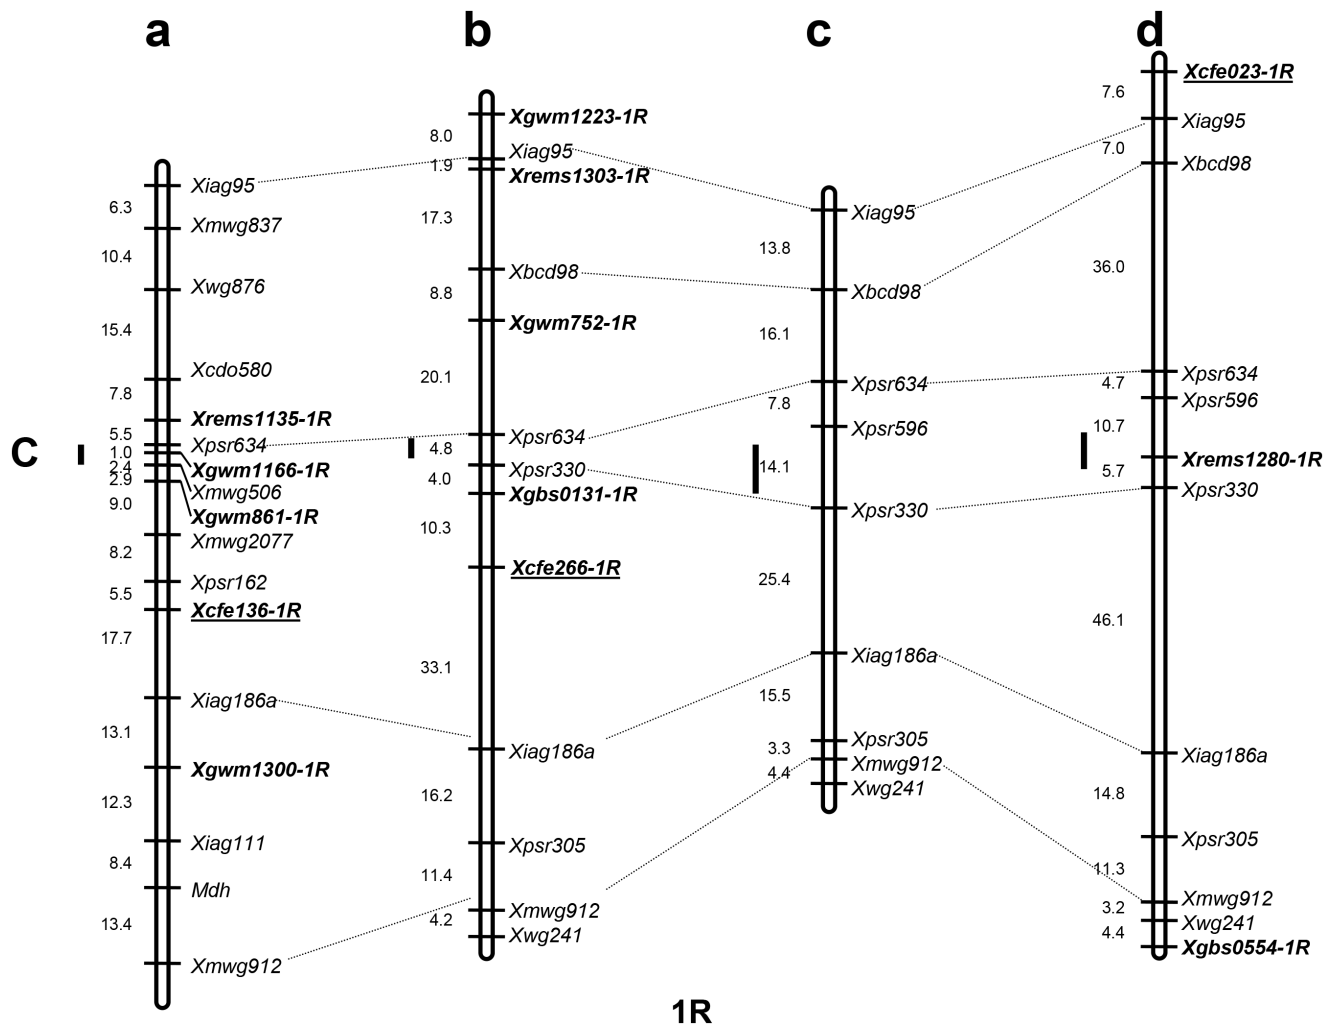 a
b
c
d
C
6.3
10.4
15.4
7.8
5.5
1.0
2.4
2.9
9.0
8.2
5.5
17.7
13.1
12.3
8.4
13.4
Xiag95
Xmwg837
Xwg876
Xcdo580
Xrems1135-1R
Xpsr634
Xgwm1166-1R
Xmwg506
Xgwm861-1R
Xmwg2077
Xpsr162
Xcfe136-1R
Xiag186a
Xgwm1300-1R
Xiag111
Mdh
Xmwg912
8.0
1.9
17.3
8.8
20.1
4.8
4.0
10.3
33.1
16.2
11.4
4.2
Xgwm1223-1R
Xiag95
Xrems1303-1R
Xbcd98
Xgwm752-1R
Xpsr634
Xpsr330
Xgbs0131-1R
Xcfe266-1R
Xiag186a
Xpsr305
Xmwg912
Xwg241
13.8
16.1
7.8
14.1
25.4
15.5
3.3
4.4
Xiag95
Xbcd98
Xpsr634
Xpsr596
Xpsr330
Xiag186a
Xpsr305
Xmwg912
Xwg241
7.6
7.0
36.0
4.7
10.7
5.7
46.1
14.8
11.3
3.2
4.4
Xcfe023-1R
Xiag95
Xbcd98
Xpsr634
Xpsr596
Xrems1280-1R
Xpsr330
Xiag186a
Xpsr305
Xmwg912
Xwg241
Xgbs0554-1R
1R